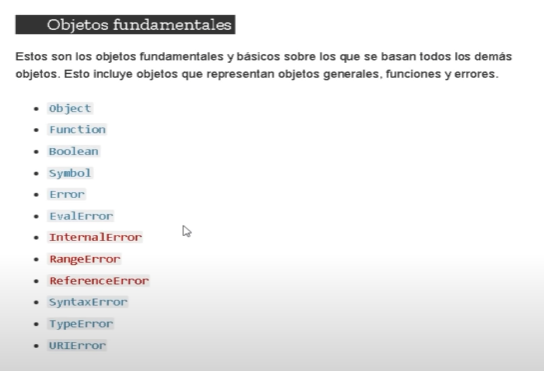 Objetos fundamentales
Estos son los objetos fundamentales y básicos sobre los que se basan todos los demás
objetos. Esto incluye objetos que representan objetos generales, funciones y errores.
• Object
• Function
• Boolean
• Symbol
• Error
• EvalError
• InternalError
• RangeError
• ReferenceError
• SyntaxError
• TypeError
• URIError